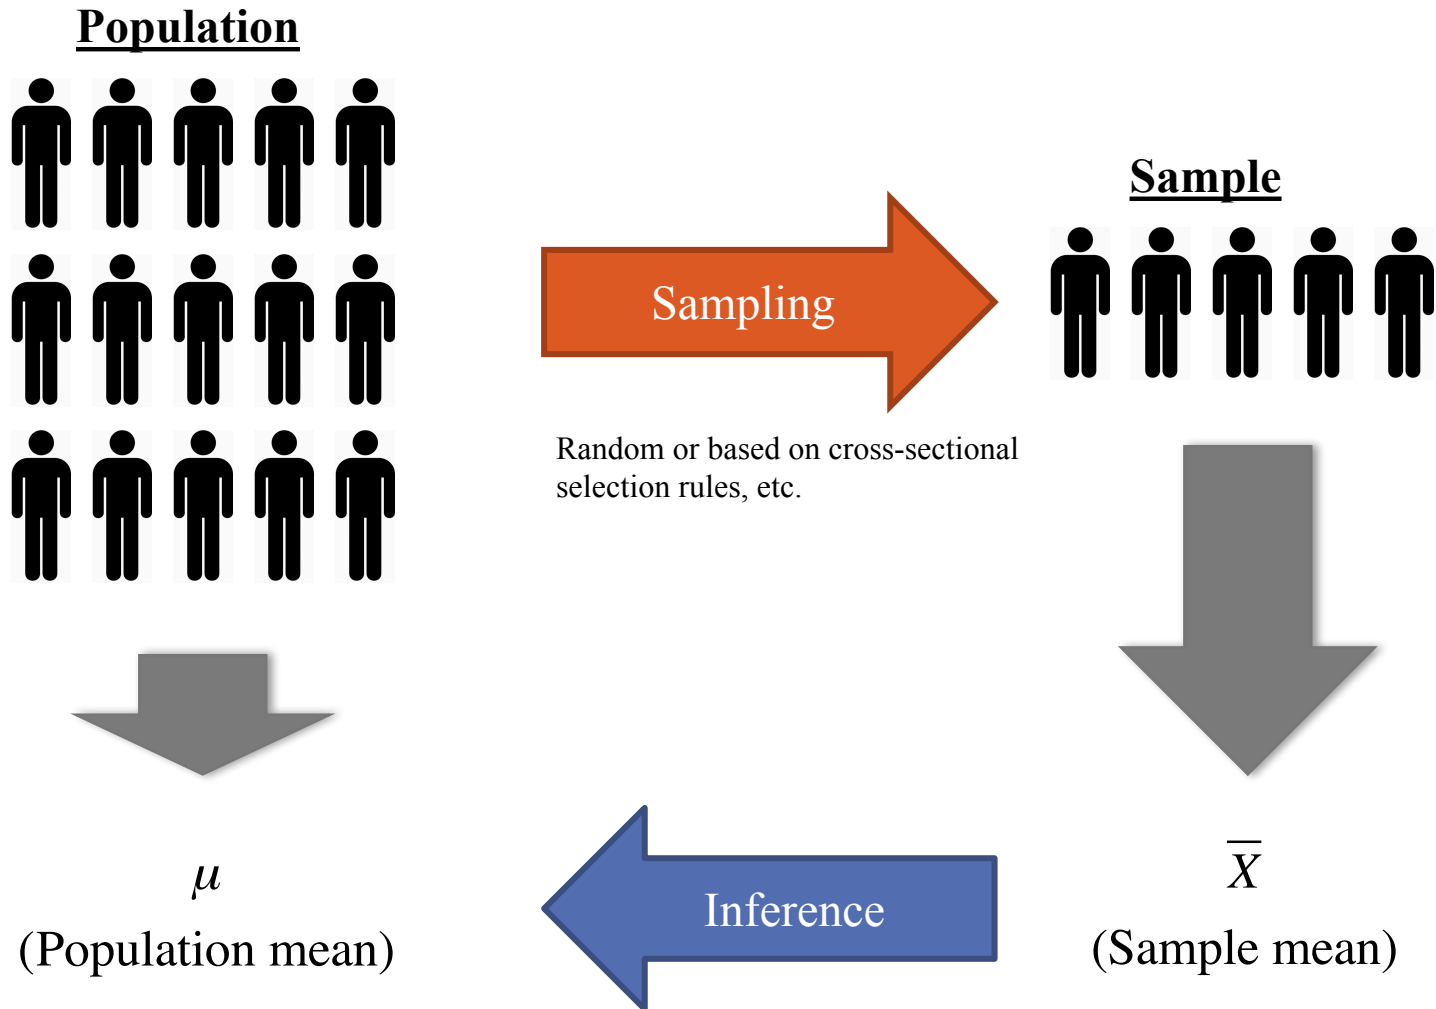 Population
Sample
Sampling
Random or based on cross-sectional
selection rules, etc.
μ
(Population mean)
Inference
X̅
(Sample mean)